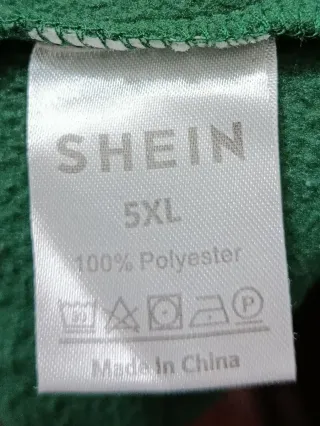 SHEIN
5XL
100% Polyester
Made In China